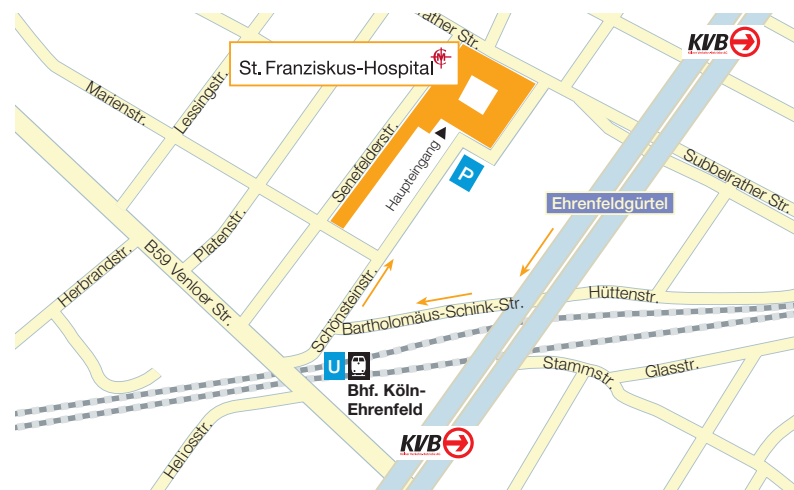 Subbelrather Str.
KVB
St. Franziskus-Hospital
Marienstr.
Lessingstr.
Senefelderstr.
Haupteingang
P
Subbelrather Str.
Ehrenfeldgürtel
Platenstr.
Herbrandstr.
B59 Venloer Str.
Schönsteinstr.
Bartholomäus-Schink-Str.
Hüttenstr.
U
Bhf. Köln-
Ehrenfeld
Stammstr.
Glasstr.
Heliosstr.
KVB